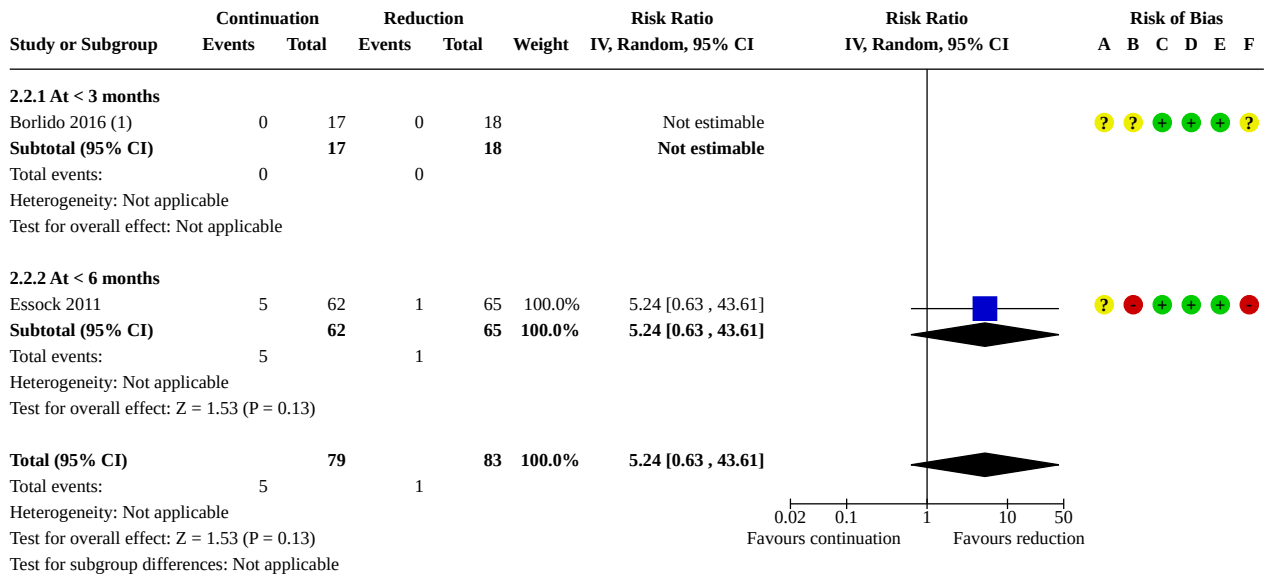 Continuation Reduction Risk Ratio Risk Ratio Risk of Bias
Study or Subgroup Events Total Events Total Weight IV, Random, 95% CI IV, Random, 95% CI A B C D E F
2.2.1 At < 3 months
Borlido 2016 (1) 0 17 0 18 Not estimable ? ? + + + ?
Subtotal (95% CI) 17 18 Not estimable
Total events: 0 0
Heterogeneity: Not applicable
Test for overall effect: Not applicable
2.2.2 At < 6 months
Essock 2011 5 62 1 65 100.0% 5.24 [0.63 , 43.61] ? - + + + -
Subtotal (95% CI) 62 65 100.0% 5.24 [0.63 , 43.61]
Total events: 5 1
Heterogeneity: Not applicable
Test for overall effect: Z = 1.53 (P = 0.13)
Total (95% CI) 79 83 100.0% 5.24 [0.63 , 43.61]
Total events: 5 1
Heterogeneity: Not applicable
0.02 0.1 1 10 50
Test for overall effect: Z = 1.53 (P = 0.13) Favours continuation Favours reduction
Test for subgroup differences: Not applicable